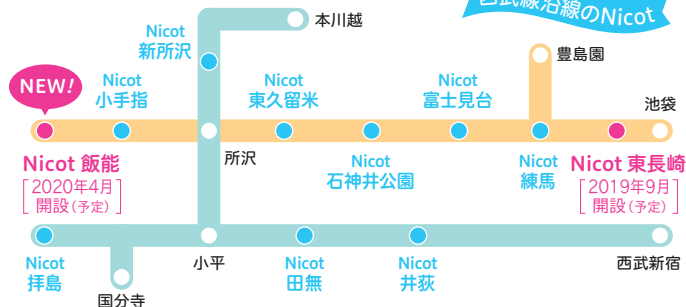 西武線沿線のNicot
本川越
Nicot
新所沢
豊島園
NEW!
Nicot
小手指
Nicot
東久留米
Nicot
富士見台
池袋
所沢
Nicot 飯能
[2020年4月
開設(予定)]
Nicot
石神井公園
Nicot
練馬
Nicot 東長崎
[2019年9月
開設(予定)]
Nicot
拝島
国分寺
小平
Nicot
田無
Nicot
井荻
西武新宿